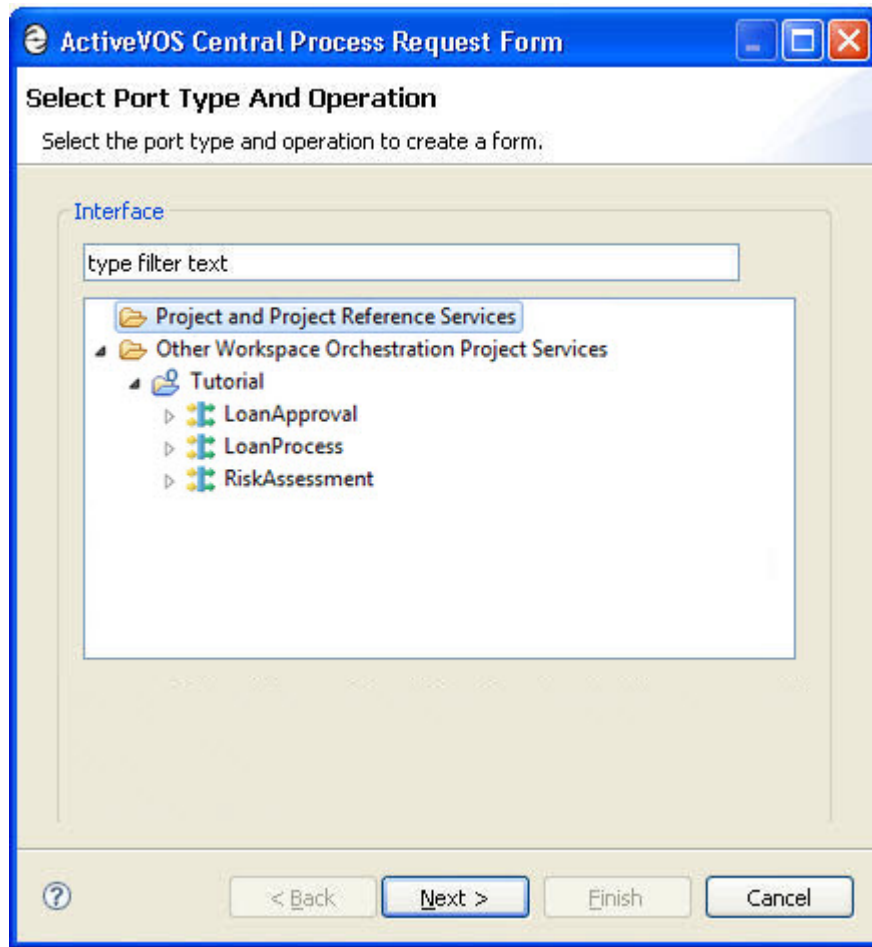 ActiveVOS Central Process Request Form
Select Port Type And Operation
Select the port type and operation to create a form.
Interface
type filter text
Project and Project Reference Services
Other Workspace Orchestration Project Services
Tutorial
LoanApproval
LoanProcess
RiskAssessment
? < Back Next > Finish Cancel